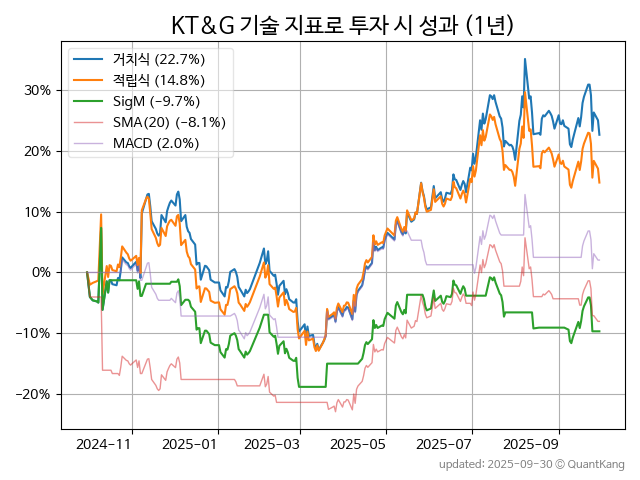 KT&G 기술 지표로 투자 시 성과 (1년)
거치식 (22.7%)
적립식 (14.8%)
SigM (−9.7%)
SMA(20) (−8.1%)
MACD (2.0%)
30%
20%
10%
0%
−10%
−20%
2024−11 2025−01 2025−03 2025−05 2025−07 2025−09
updated: 2025-09-30 © QuantKang